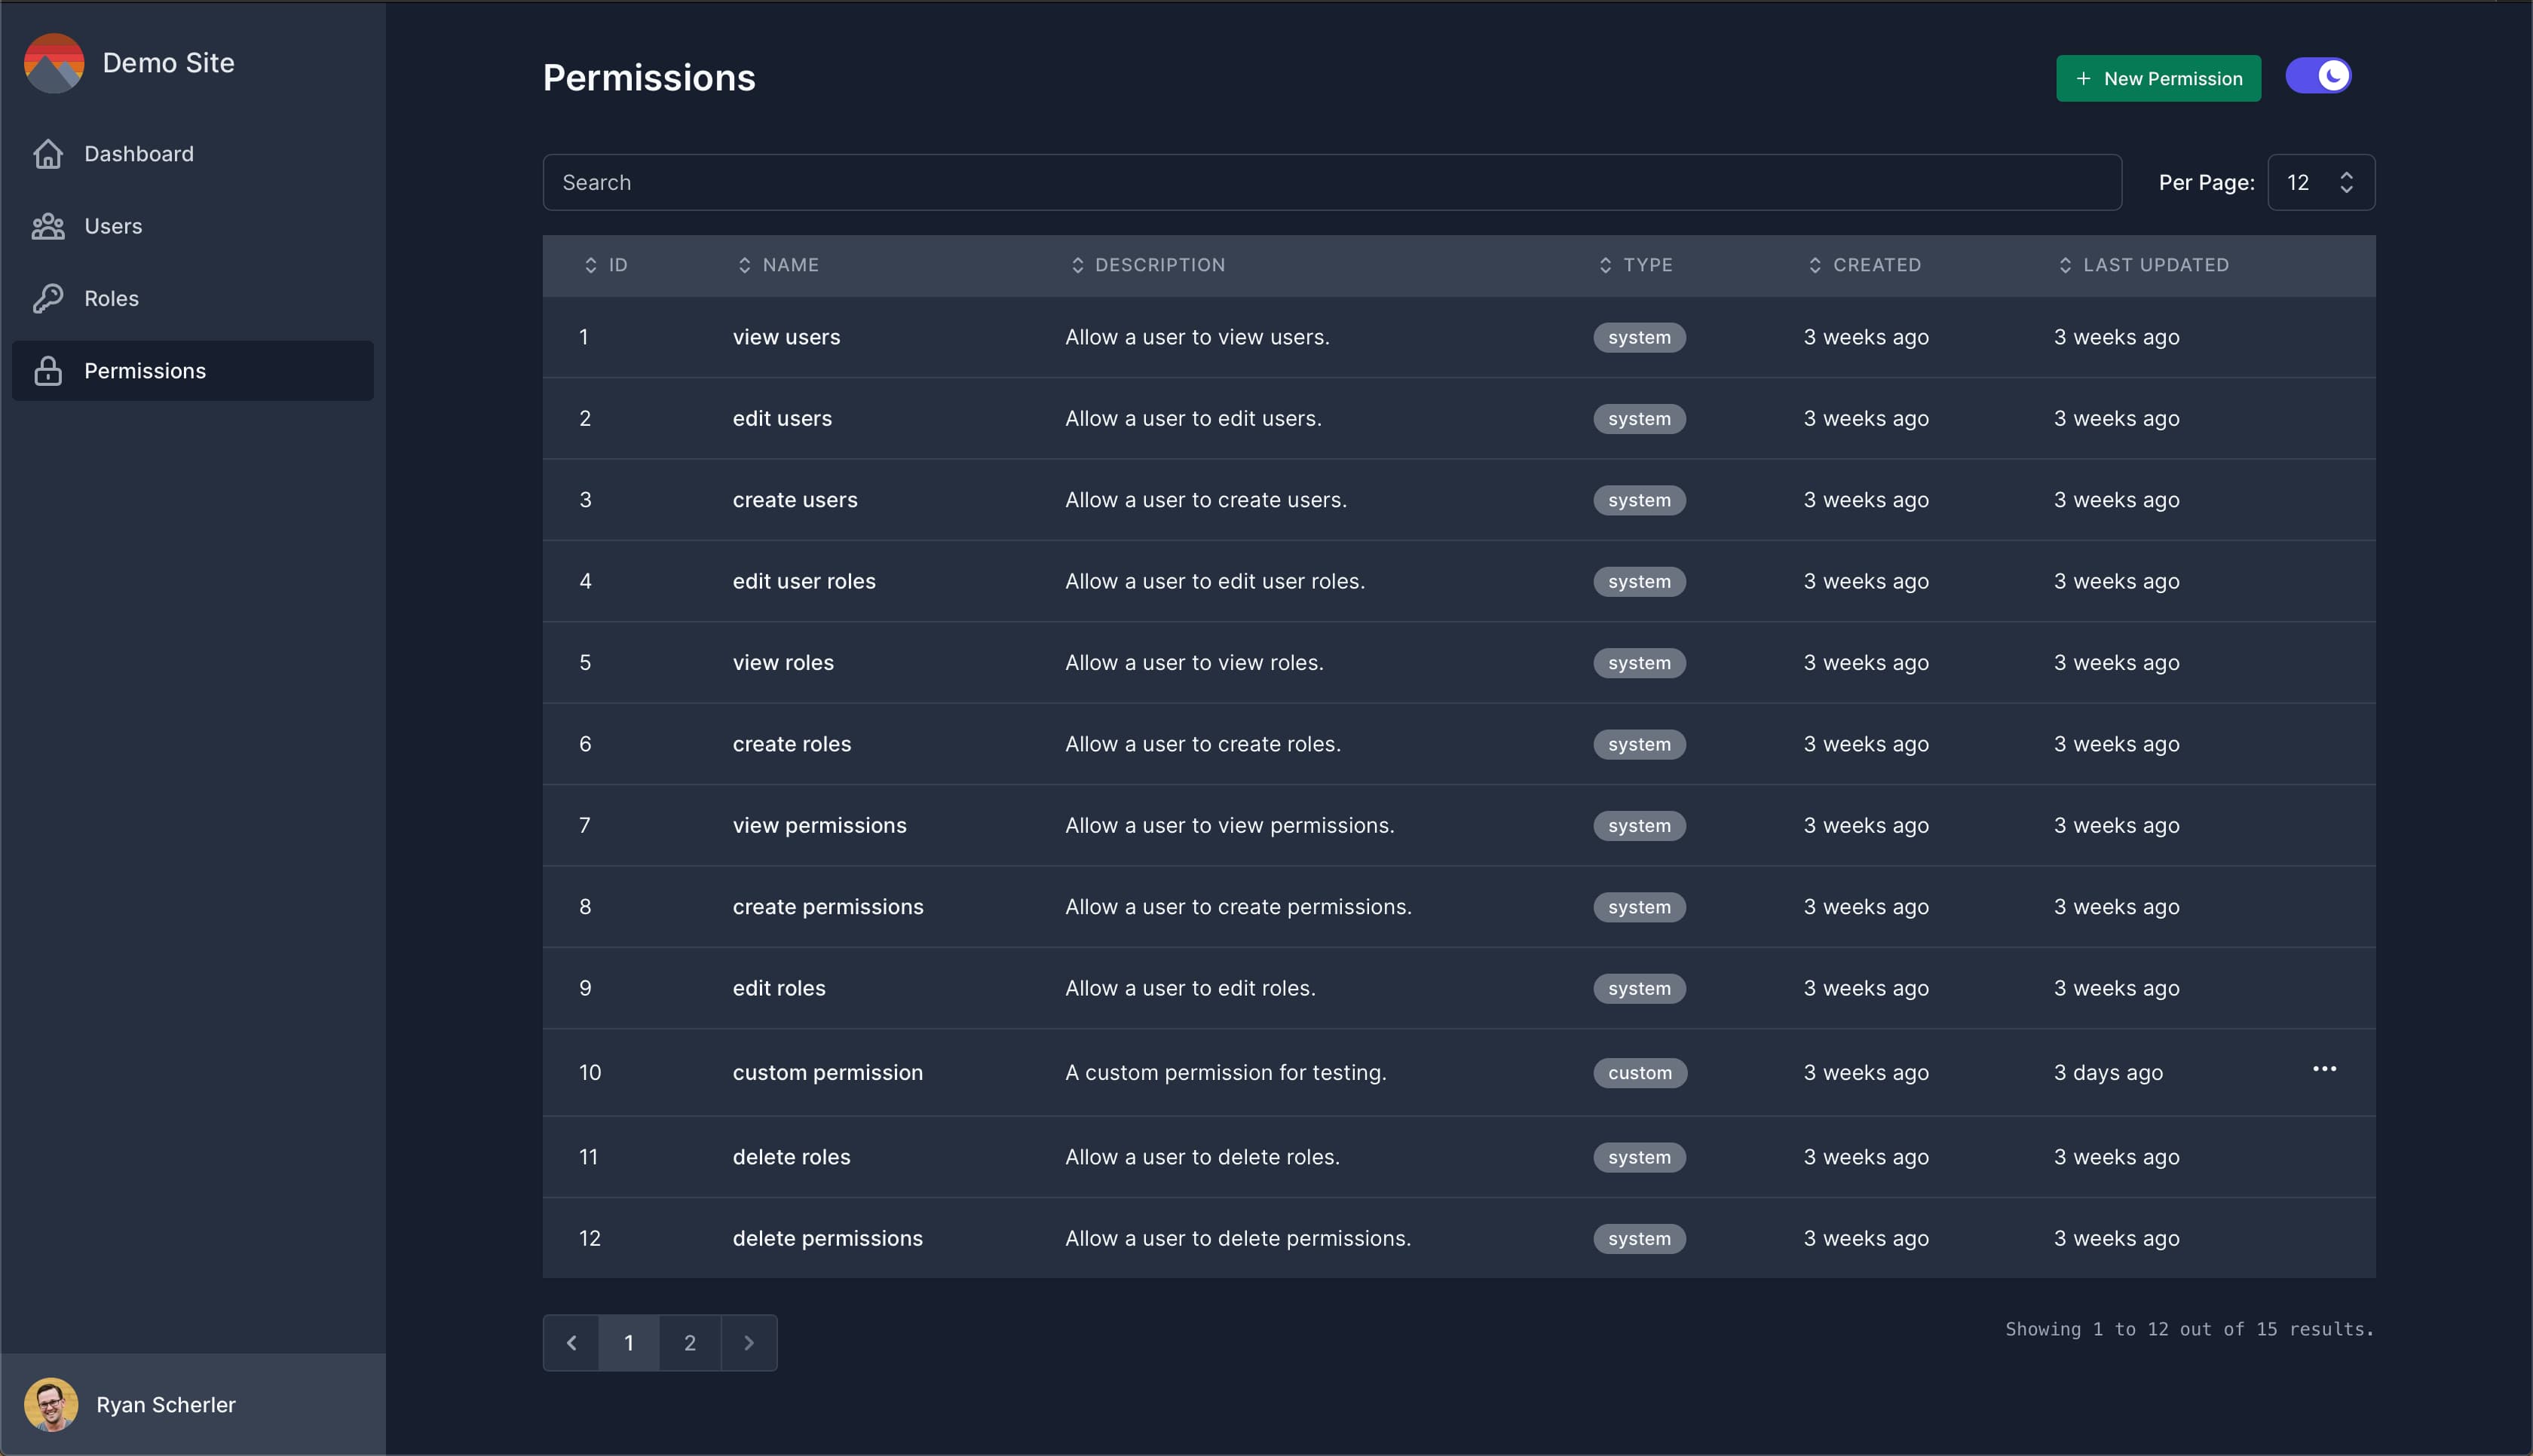 Demo Site
Dashboard
Users
Roles
Permissions
Ryan Scherler
Permissions
+ New Permission
Search
Per Page: 12
ID NAME DESCRIPTION TYPE CREATED LAST UPDATED
1 view users Allow a user to view users. system 3 weeks ago 3 weeks ago
2 edit users Allow a user to edit users. system 3 weeks ago 3 weeks ago
3 create users Allow a user to create users. system 3 weeks ago 3 weeks ago
4 edit user roles Allow a user to edit user roles. system 3 weeks ago 3 weeks ago
5 view roles Allow a user to view roles. system 3 weeks ago 3 weeks ago
6 create roles Allow a user to create roles. system 3 weeks ago 3 weeks ago
7 view permissions Allow a user to view permissions. system 3 weeks ago 3 weeks ago
8 create permissions Allow a user to create permissions. system 3 weeks ago 3 weeks ago
9 edit roles Allow a user to edit roles. system 3 weeks ago 3 weeks ago
10 custom permission A custom permission for testing. custom 3 weeks ago 3 days ago •••
11 delete roles Allow a user to delete roles. system 3 weeks ago 3 weeks ago
12 delete permissions Allow a user to delete permissions. system 3 weeks ago 3 weeks ago
1 2
Showing 1 to 12 out of 15 results.